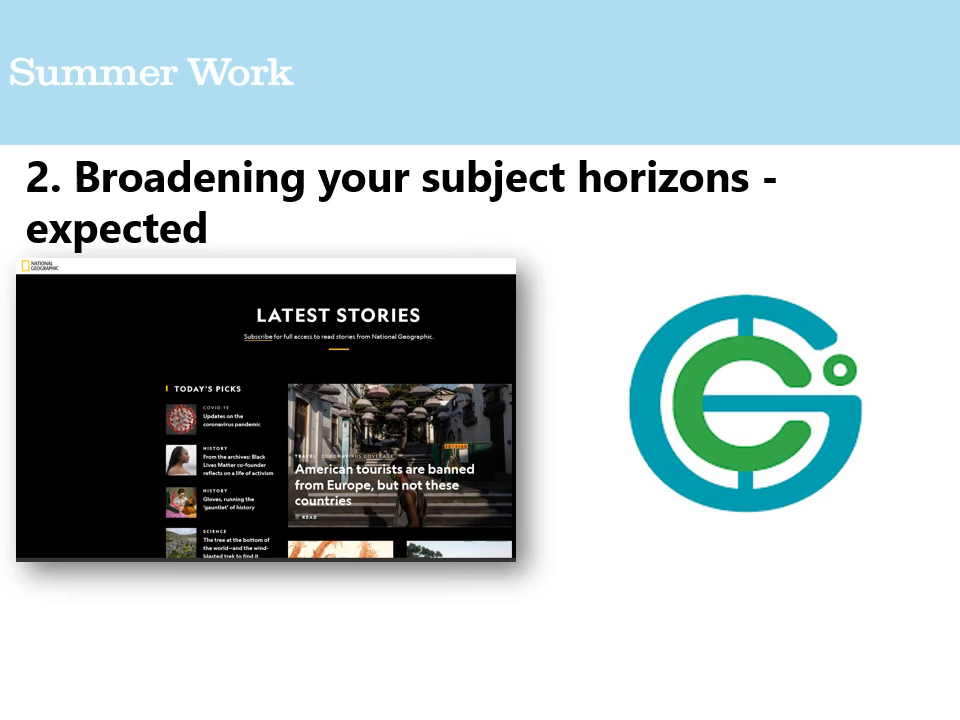 Summer Work
2. Broadening your subject horizons -
expected
NATIONAL
GEOGRAPHIC
LATEST STORIES
Subscribe for full access to read stories from National Geographic.
TODAY'S PICKS
COVID-19
Updates on the
coronavirus pandemic
HISTORY
From the archives: Black
Lives Matter co-founder
reflects on a life of activism
HISTORY
Gloves, running the
'gauntlet' of history
SCIENCE
The tree at the bottom of
the world—and the wind-
blasted trek to find it
TRAVEL CORONAVIRUS COVERAGE
American tourists are banned
from Europe, but not these
countries
READ